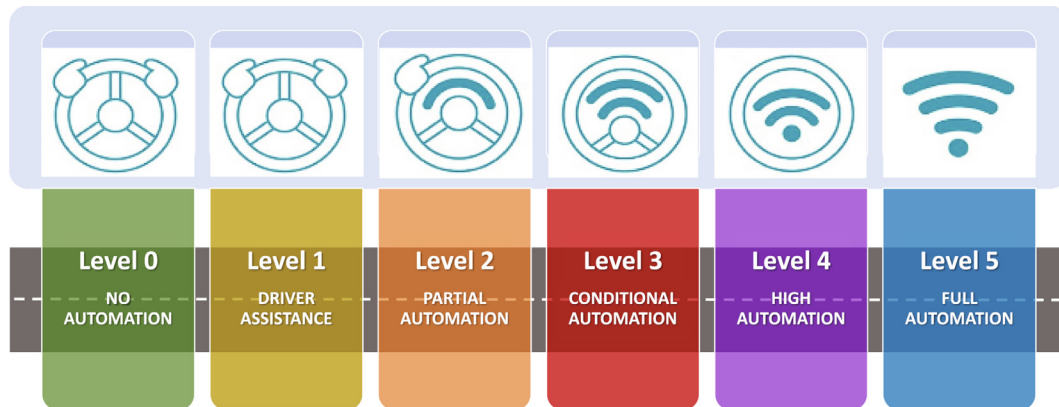 Level 0
NO
AUTOMATION
Level 1
DRIVER
ASSISTANCE
Level 2
PARTIAL
AUTOMATION
Level 3
CONDITIONAL
AUTOMATION
Level 4
HIGH
AUTOMATION
Level 5
FULL
AUTOMATION